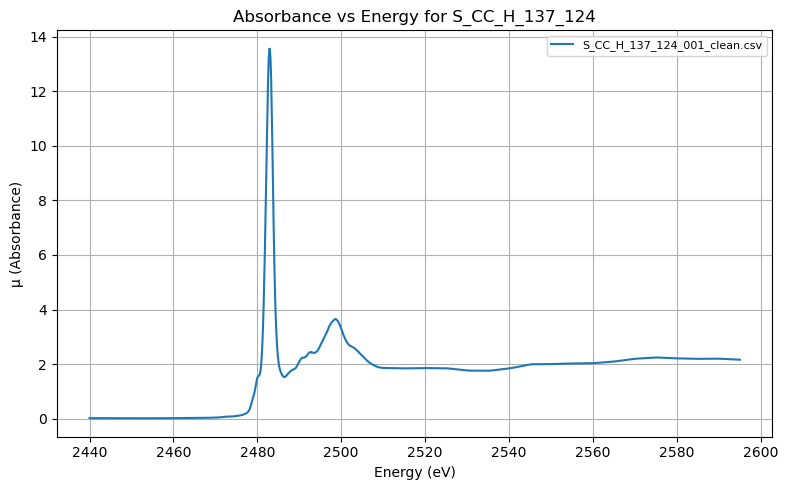 Absorbance vs Energy for S_CC_H_137_124
S_CC_H_137_124_001_clean.csv
μ (Absorbance)
14
12
10
8
6
4
2
0
2440 2460 2480 2500 2520 2540 2560 2580 2600
Energy (eV)